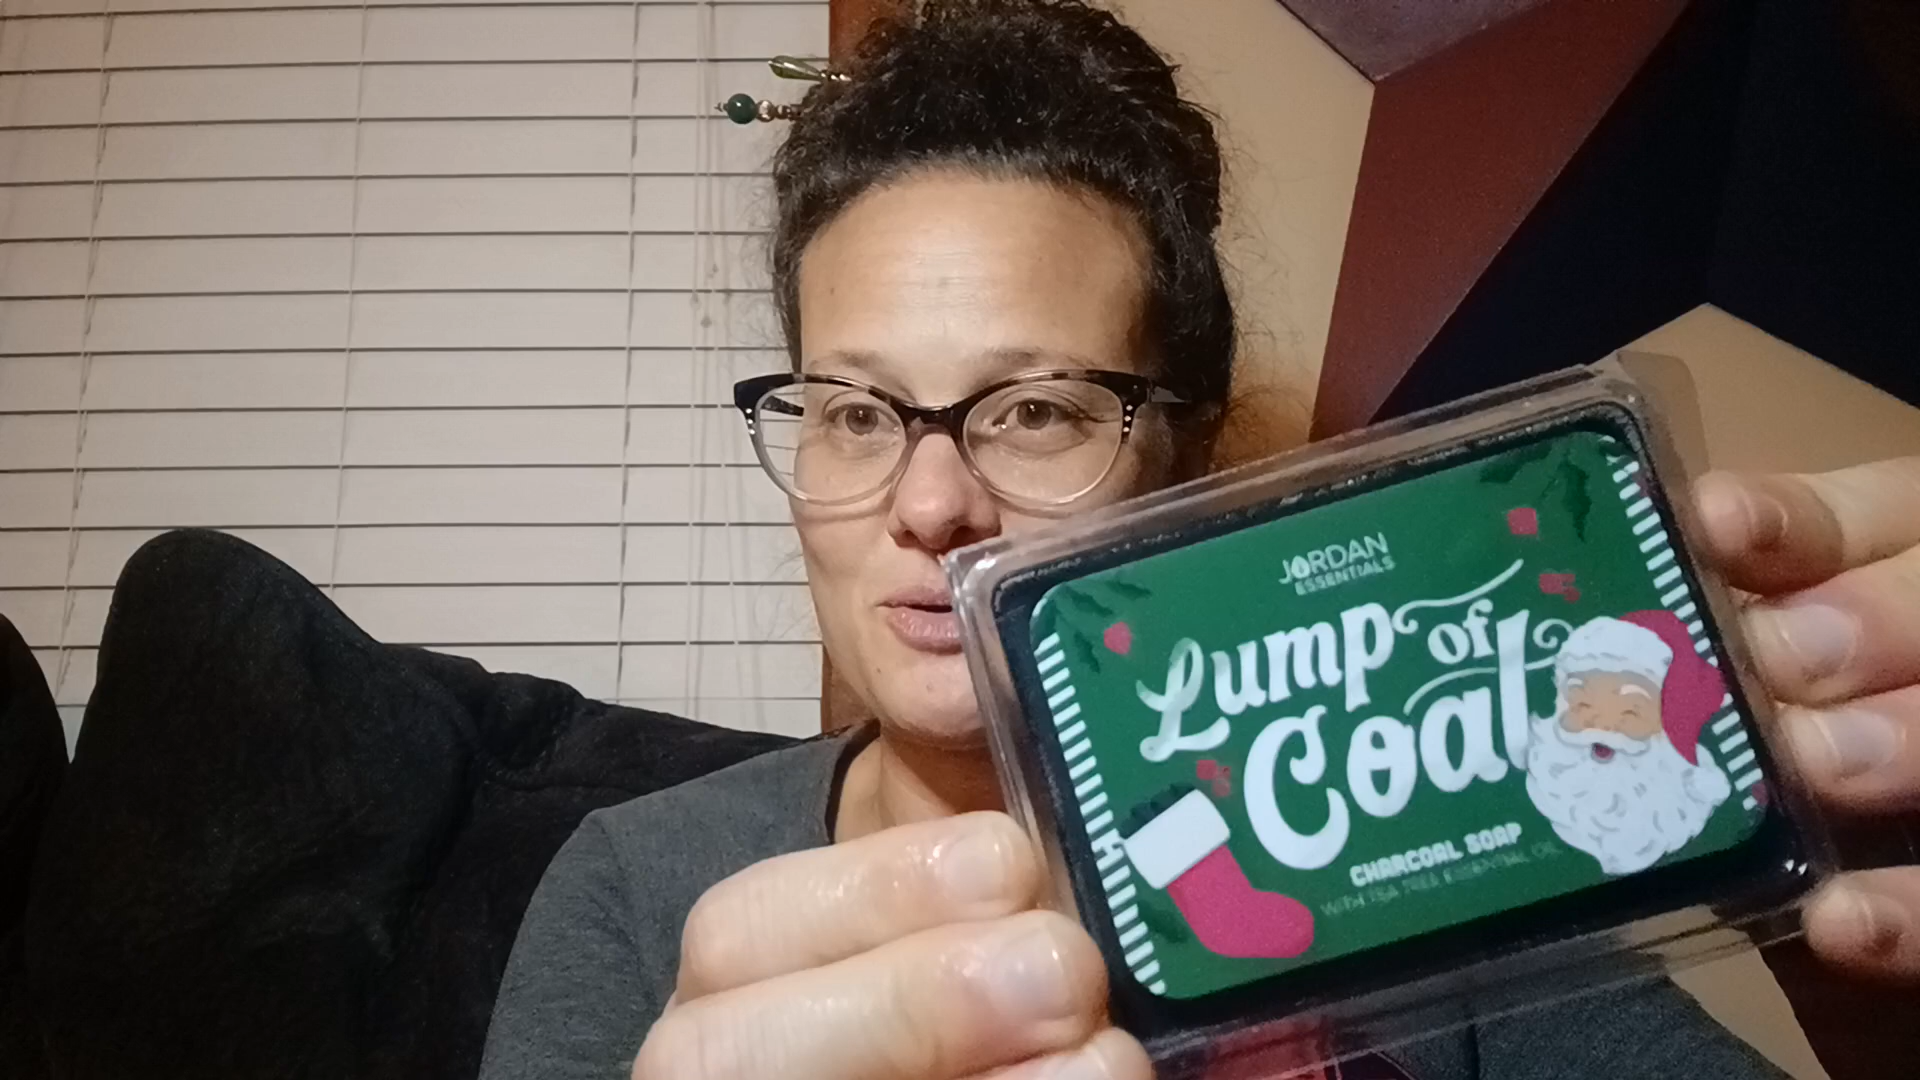 JORDAN
ESSENTIALS
Lump of
Coal
CHARCOAL SOAP
WITH TEA TREE ESSENTIAL OIL